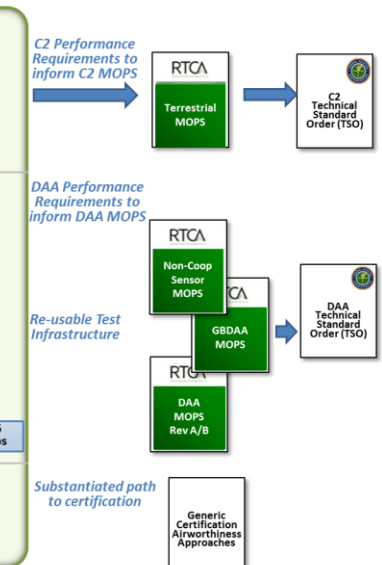 C2 Performance
Requirements to
inform C2 MOPS
RTCA
Terrestrial
MOPS
C2
Technical
Standard
Order (TSO)
DAA Performance
Requirements to
inform DAA MOPS
RTCA
Non-Coop
Sensor
MOPS
Re-usable Test
Infrastructure
GBDAA
MOPS
DAA
Technical
Standard
Order (TSO)
RTCA
DAA
MOPS
Rev A/B
Substantiated path
to certification
Generic
Certification
Airworthiness
Approaches